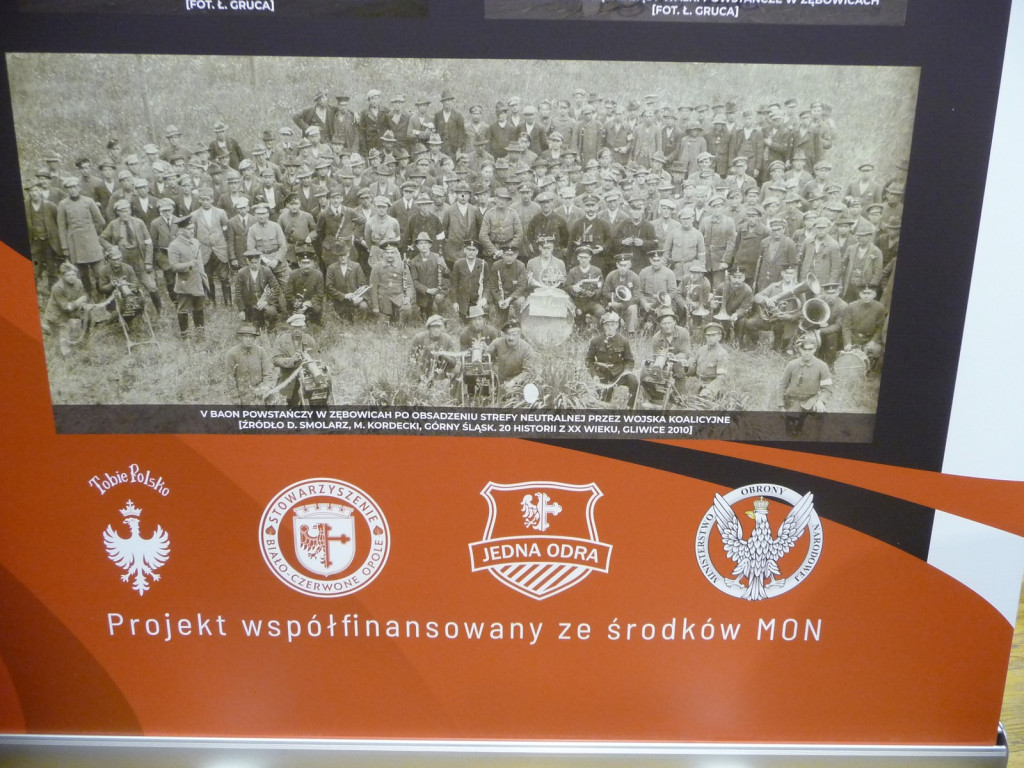 [FOT. Ł. GRUCA]
POWSTAŃCZE W ZĘBOWICACH
[FOT. Ł. GRUCA]
V BAON POWSTAŃCZY W ZĘBOWICAH PO OBSADZENIU STREFY NEUTRALNEJ PRZEZ WOJSKA KOALICYJNE
[ŹRÓDŁO D. SMOLARZ, M. KORDECKI, GÓRNY ŚLĄSK. 20 HISTORII Z XX WIEKU, GLIWICE 2010]
Tobie Polsko
STOWARZYSZENIE
BIAŁO-CZERWONE OPOLE
JEDNA ODRA
MINISTERSTWO OBRONY NARODOWEJ
Projekt współfinansowany ze środków MON